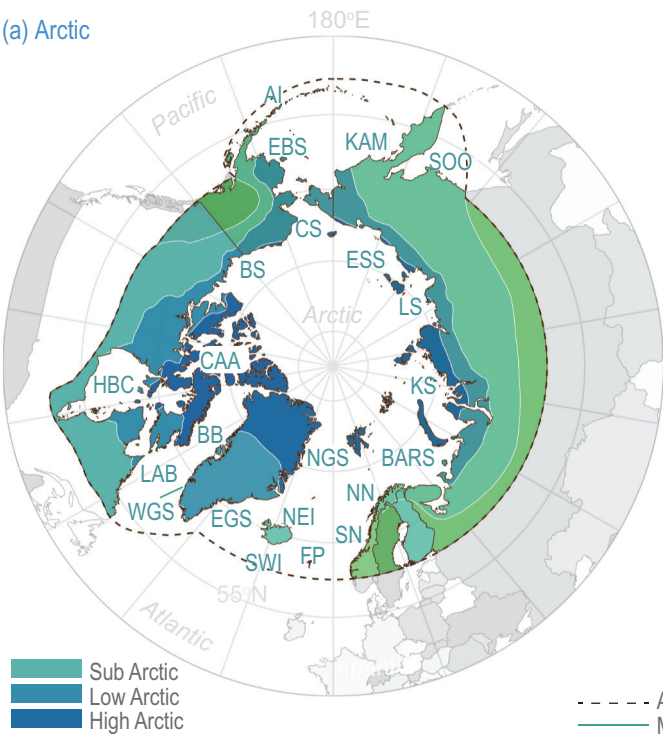 (a) Arctic
180°E
Pacific
AI
EBS
KAM
SOO
CS
BS
ESS
LS
Arctic
CAA
HBC
KS
BB
NGS
BARS
LAB
WGS
EGS
NEI
NN
SN
SWI
FP
55°N
Atlantic
Sub Arctic
Low Arctic
High Arctic
A
M